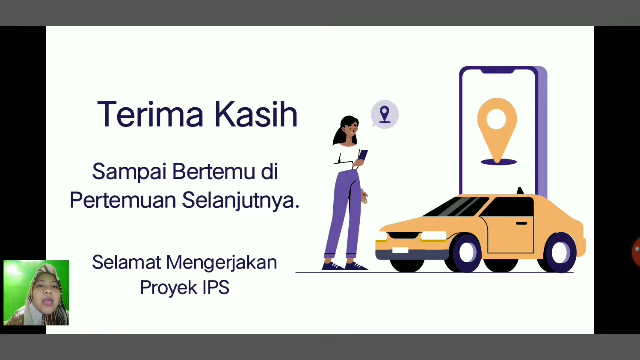 Terima Kasih
Sampai Bertemu di
Pertemuan Selanjutnya.
Selamat Mengerjakan
Proyek IPS